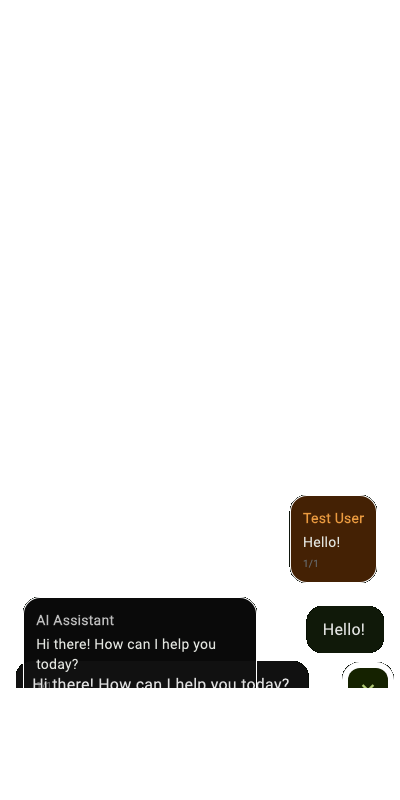 Test User
Hello!
1/1
AI Assistant
Hello!
Hi there! How can I help you
today?
Hi there! How can I help you today?